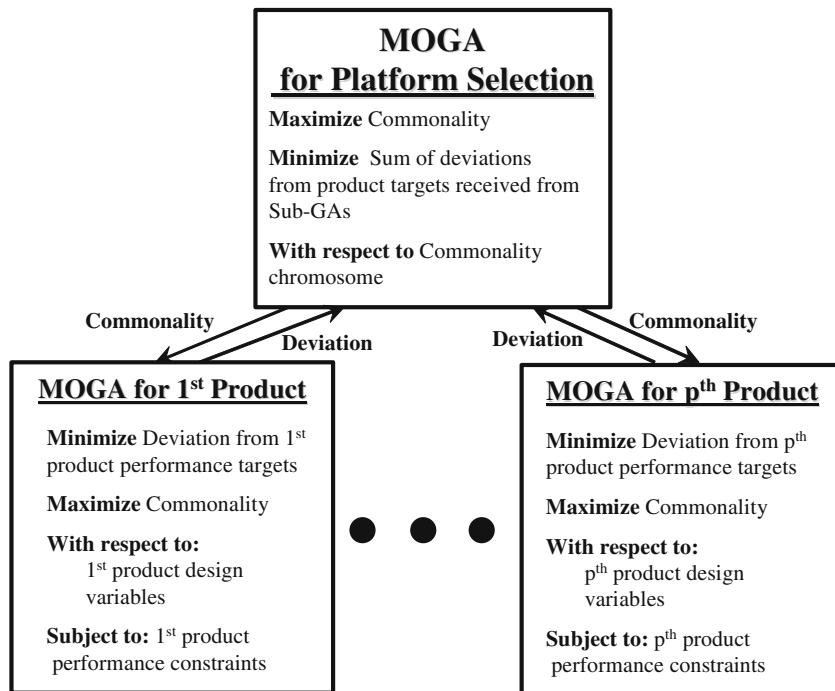 MOGA
for Platform Selection
Maximize Commonality
Minimize Sum of deviations
from product targets received from
Sub-GAs
With respect to Commonality
chromosome
Commonality
Deviation
Deviation
Commonality
MOGA for 1st Product
Minimize Deviation from 1st
product performance targets
Maximize Commonality
With respect to:
1st product design
variables
Subject to: 1st product
performance constraints
MOGA for pth Product
Minimize Deviation from pth
product performance targets
Maximize Commonality
With respect to:
pth product design
variables
Subject to: pth product
performance constraints